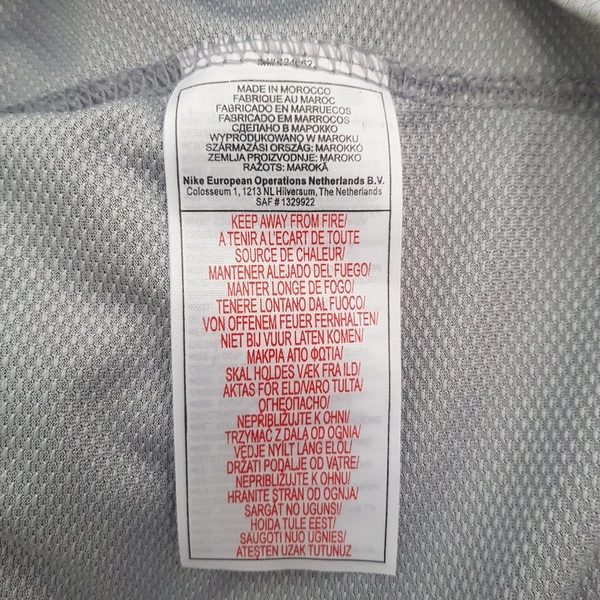 MADE IN MOROCCO
FABRIQUE AU MAROC
FABRICADO EN MARRUECOS
FABRICADO EM MARROCOS
СДЕЛАНО В МАРОККО
WYPRODUKOWANO W MAROKU
SZÁRMAZÁSI ORSZÁG: MAROKKÓ
ZEMLJA PROIZVODNJE: MAROKO
RAŽOTS: MAROKĀ
Nike European Operations Netherlands B.V.
Colosseum 1, 1213 NL Hilversum, The Netherlands
SAF # 1329922
KEEP AWAY FROM FIRE/
A TENIR A L'ECART DE TOUTE
SOURCE DE CHALEUR/
MANTENER ALEJADO DEL FUEGO/
MANTER LONGE DE FOGO/
TENERE LONTANO DAL FUOCO/
VON OFFENEM FEUER FERNHALTEN/
NIET BIJ VUUR LATEN KOMEN/
ΜΑΚΡΙΑ ΑΠΟ ΦΩΤΙΑ/
SKAL HOLDES VÆK FRA ILD/
AKTAS FÖR ELD/VARO TULTA/
ОГНЕОПАСНО/
NEPŘIBLIŽUJTE K OHNI/
TRZYMAĆ Z DALA OD OGNIA/
VEDJE NYÍLT LÁNG ELŐL/
DRŽATI PODALJE OD VATRE/
NEPRIBLIŽUJTE K OHŇU/
HRANITE STRAN OD OGNJA/
SARGĀT NO UGUNS/
HOIDA TULE EEST/
SAUGOTI NUO UGNIES/
ATEŞTEN UZAK TUTUNUZ